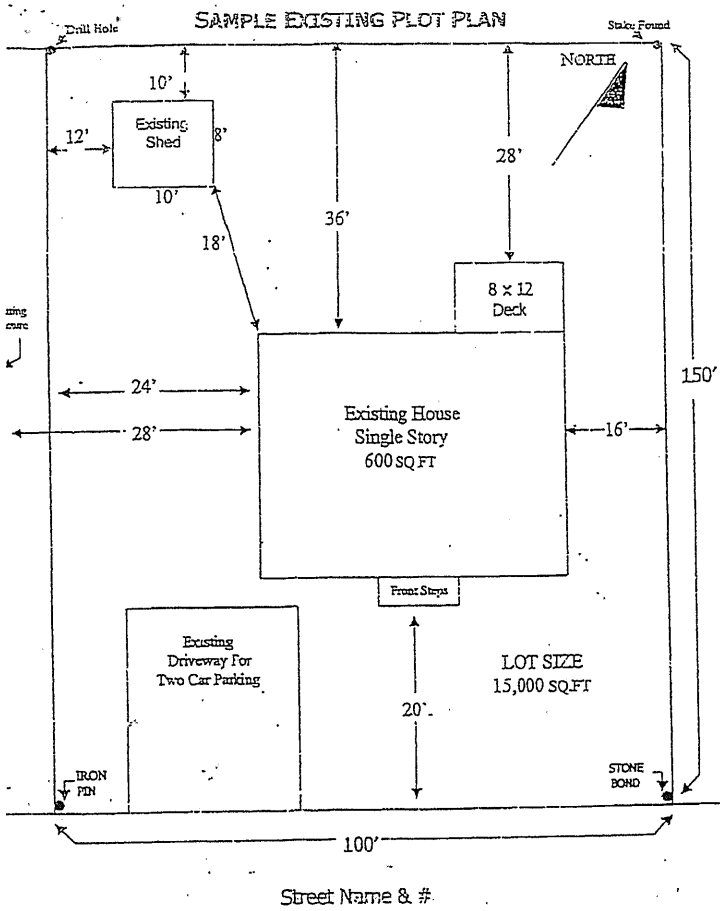 SAMPLE EXISTING PLOT PLAN
Drill Hole
Stake Found
NORTH
10'
Existing
Shed
8'
12'
10'
18'
36'
28'
8 x 12
Deck
24'
28'
Existing House
Single Story
600 SQ FT
16'
150'
Front Steps
Existing
Driveway For
Two Car Parking
LOT SIZE
15,000 SQ.FT
20'
IRON
PIN
STONE
BOND
100'
Street Name & #